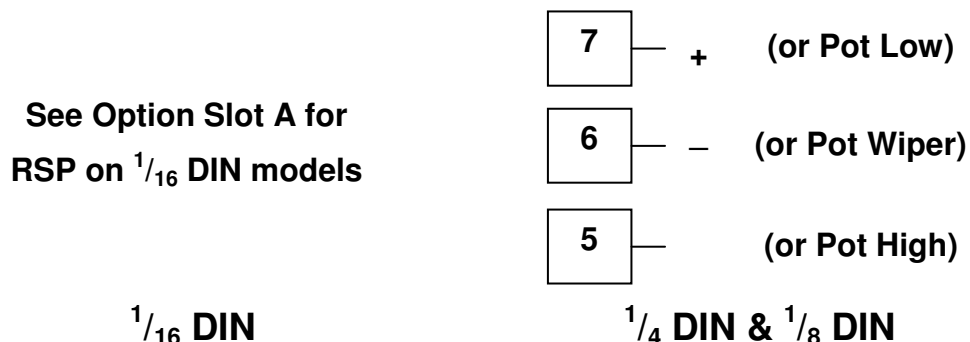 See Option Slot A for
RSP on 1/16 DIN models
1/16 DIN
7 + (or Pot Low)
6 – (or Pot Wiper)
5 (or Pot High)
1/4 DIN & 1/8 DIN